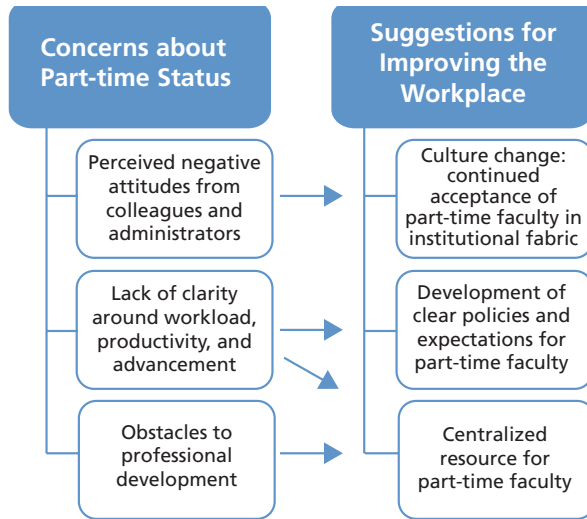 Concerns about
Part-time Status
Suggestions for
Improving the
Workplace
Perceived negative
attitudes from
colleagues and
administrators
Culture change:
continued
acceptance of
part-time faculty in
institutional fabric
Lack of clarity
around workload,
productivity, and
advancement
Development of
clear policies and
expectations for
part-time faculty
Obstacles to
professional
development
Centralized
resource for
part-time faculty